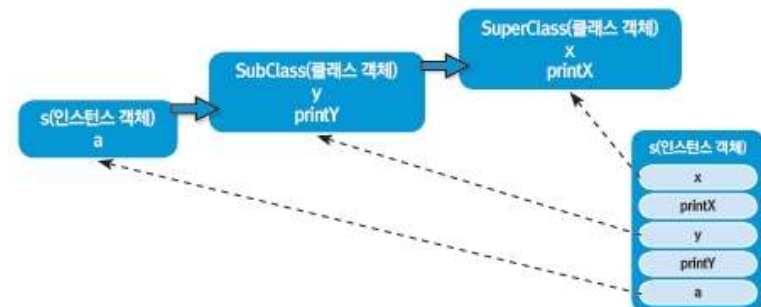 SuperClass(클래스 객체)
x
printX
SubClass(클래스 객체)
y
printY
s(인스턴스 객체)
a
s(인스턴스 객체)
x
printX
y
printY
a